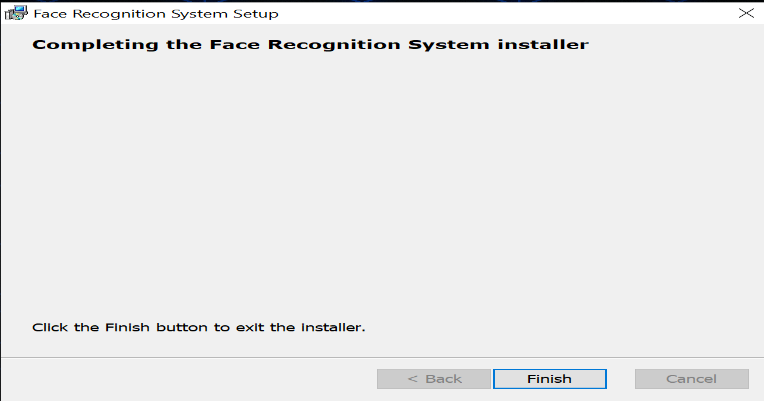 Face Recognition System Setup
Completing the Face Recognition System installer
Click the Finish button to exit the installer.
< Back
Finish
Cancel